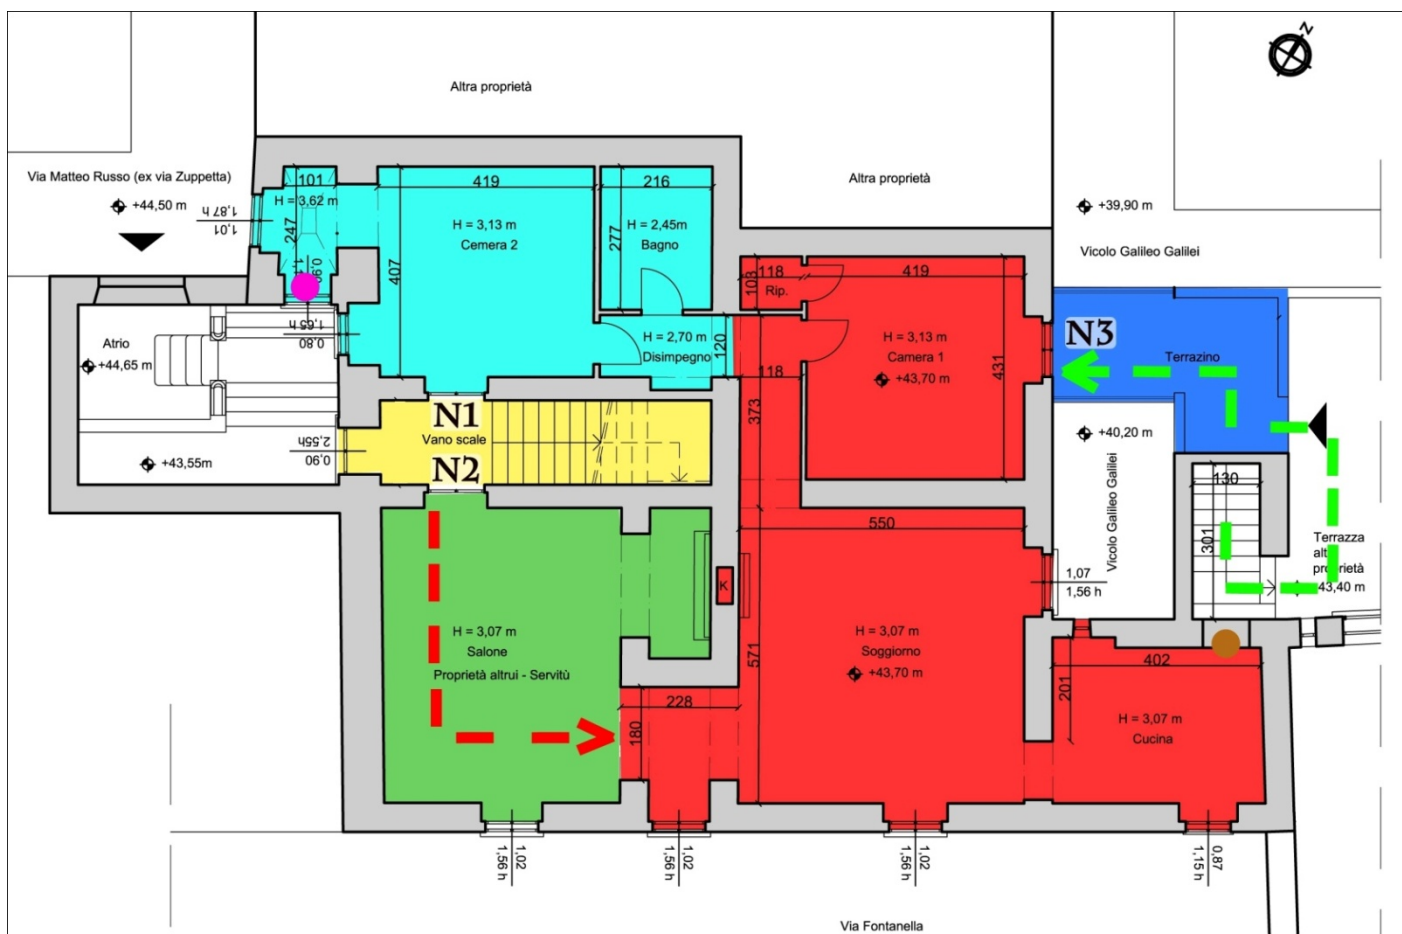 Z
Altra proprietà
Via Matteo Russo (ex via Zuppetta)
+44,50 m
1,87 h
1,01
101
H = 3,62 m
247
419
H = 3,13 m
Cemera 2
407
216
H = 2,45m
Bagno
277
Altra proprietà
+39,90 m
Vicolo Galileo Galilei
118
103
Rip.
419
Atrio
+44,65 m
1,65 h
0,80
H = 2,70 m
Disimpegno
120
118
H = 3,13 m
Camera 1
+43,70 m
431
N3
Terrazino
373
N1
Vano scale
N2
2,55h
0,90
+43,55m
+40,20 m
Vicolo Galileo Galilei
130
301
550
Terrazza
proprietà
43,40 m
K
1,07
1,56 h
H = 3,07 m
Salone
Proprietà altrui - Servitù
571
H = 3,07 m
Soggiorno
+43,70 m
228
180
402
201
H = 3,07 m
Cucina
1,02
1,56 h
1,02
1,56 h
1,02
1,56 h
0,87
1,15 h
Via Fontanella